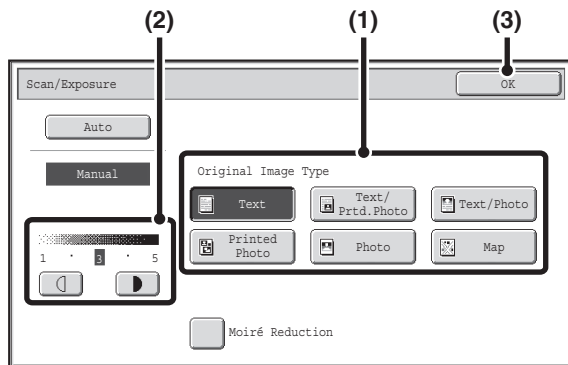 (2) (1) (3)
Scan/Exposure OK
Auto
Manual
Original Image Type
Text
Text/
Prtd.Photo
Text/Photo
Printed
Photo
Photo
Map
1 · 3 · 5
Moiré Reduction